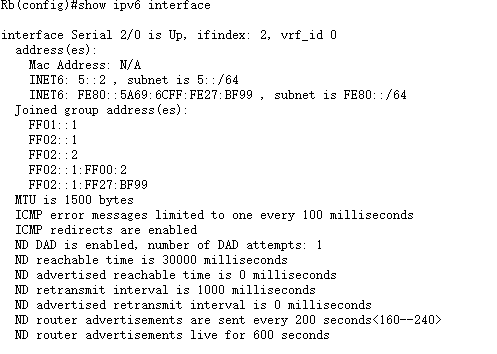 Rb(config)#show ipv6 interface
interface Serial 2/0 is Up, ifindex: 2, vrf_id 0
address(es):
Mac Address: N/A
INET6: 5::2 , subnet is 5::/64
INET6: FE80::5A69:6CFF:FE27:BF99 , subnet is FE80::/64
Joined group address(es):
FF01::1
FF02::1
FF02::2
FF02::1:FF00:2
FF02::1:FF27:BF99
MTU is 1500 bytes
ICMP error messages limited to one every 100 milliseconds
ICMP redirects are enabled
ND DAD is enabled, number of DAD attempts: 1
ND reachable time is 30000 milliseconds
ND advertised reachable time is 0 milliseconds
ND retransmit interval is 1000 milliseconds
ND advertised retransmit interval is 0 milliseconds
ND router advertisements are sent every 200 seconds<160--240>
ND router advertisements live for 600 seconds